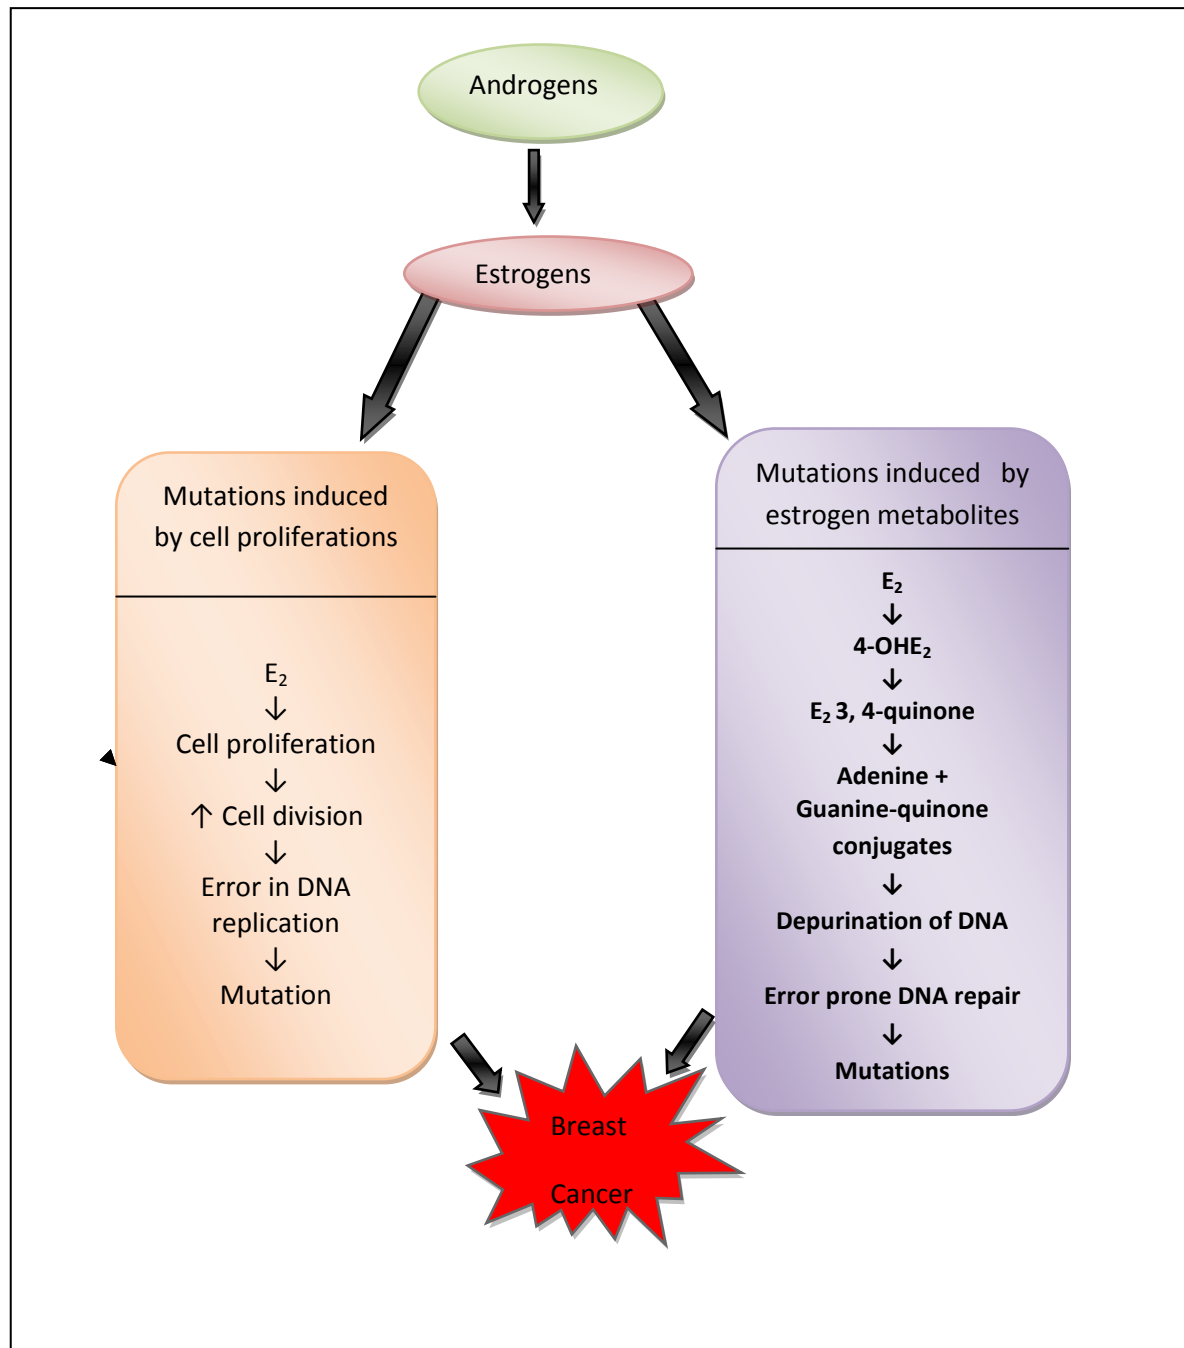 Androgens
Estrogens
Mutations induced
by cell proliferations
E₂
↓
Cell proliferation
↓
↑ Cell division
↓
Error in DNA
replication
↓
Mutation
Mutations induced by
estrogen metabolites
E₂
↓
4-OHE₂
↓
E₂ 3, 4-quinone
↓
Adenine +
Guanine-quinone
conjugates
↓
Depurination of DNA
↓
Error prone DNA repair
↓
Mutations
Breast
Cancer